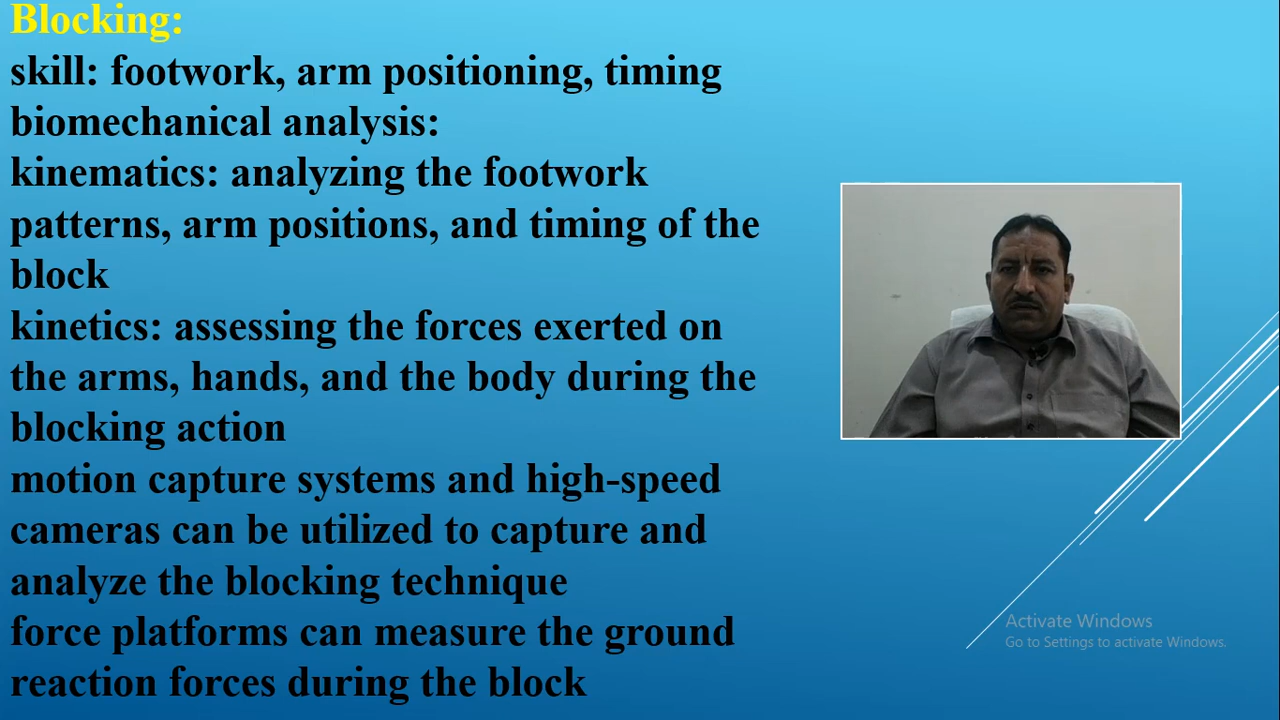 Blocking:
skill: footwork, arm positioning, timing
biomechanical analysis:
kinematics: analyzing the footwork
patterns, arm positions, and timing of the
block
kinetics: assessing the forces exerted on
the arms, hands, and the body during the
blocking action
motion capture systems and high-speed
cameras can be utilized to capture and
analyze the blocking technique
force platforms can measure the ground
reaction forces during the block
Activate Windows
Go to Settings to activate Windows.